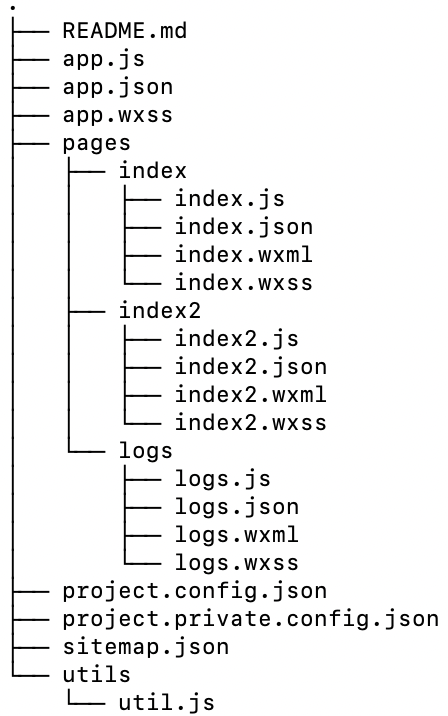 .
├── README.md
├── app.js
├── app.json
├── app.wxss
├── pages
│   ├── index
│   │   ├── index.js
│   │   ├── index.json
│   │   ├── index.wxml
│   │   └── index.wxss
│   ├── index2
│   │   ├── index2.js
│   │   ├── index2.json
│   │   ├── index2.wxml
│   │   └── index2.wxss
│   └── logs
│       ├── logs.js
│       ├── logs.json
│       ├── logs.wxml
│       └── logs.wxss
├── project.config.json
├── project.private.config.json
├── sitemap.json
└── utils
    └── util.js